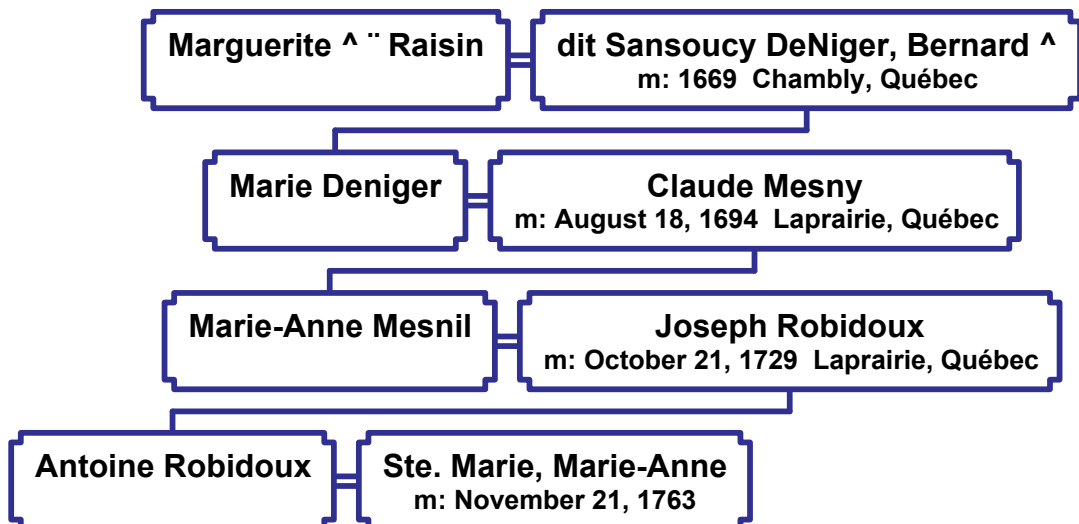 Marguerite ^ ¨ Raisin
dit Sansoucy DeNiger, Bernard ^
m: 1669 Chambly, Québec
Marie Deniger
Claude Mesny
m: August 18, 1694 Laprairie, Québec
Marie-Anne Mesnil
Joseph Robidoux
m: October 21, 1729 Laprairie, Québec
Antoine Robidoux
Ste. Marie, Marie-Anne
m: November 21, 1763